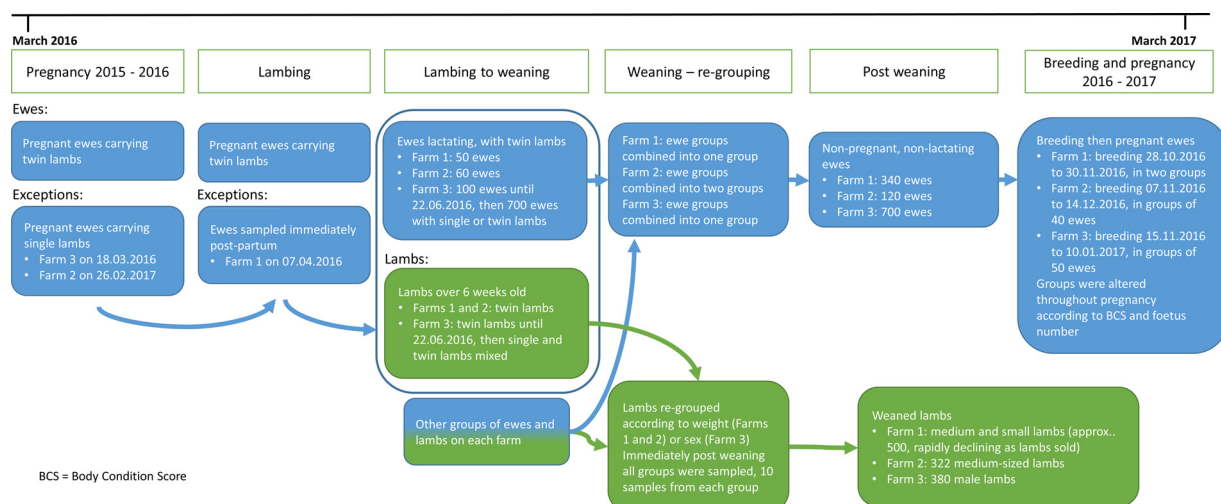 March 2016
March 2017
Pregnancy 2015 - 2016
Lambing
Lambing to weaning
Weaning – re-grouping
Post weaning
Breeding and pregnancy
2016 - 2017
Ewes:
Pregnant ewes carrying
twin lambs
Exceptions:
Pregnant ewes carrying
single lambs
• Farm 3 on 18.03.2016
• Farm 2 on 26.02.2017
Pregnant ewes carrying
twin lambs
Exceptions:
Ewes sampled immediately
post-partum
• Farm 1 on 07.04.2016
Ewes lactating, with twin lambs
• Farm 1: 50 ewes
• Farm 2: 60 ewes
• Farm 3: 100 ewes until
22.06.2016, then 700 ewes
with single or twin lambs
Lambs:
Lambs over 6 weeks old
• Farms 1 and 2: twin lambs
• Farm 3: twin lambs until
22.06.2016, then single and
twin lambs mixed
Other groups of ewes and
lambs on each farm
Farm 1: ewe groups
combined into one group
Farm 2: ewe groups
combined into two groups
Farm 3: ewe groups
combined into one group
Lambs re-grouped
according to weight (Farms
1 and 2) or sex (Farm 3)
Immediately post weaning
all groups were sampled, 10
samples from each group
Non-pregnant, non-lactating
ewes
• Farm 1: 340 ewes
• Farm 2: 120 ewes
• Farm 3: 700 ewes
Weaned lambs
• Farm 1: medium and small lambs (approx..
500, rapidly declining as lambs sold)
• Farm 2: 322 medium-sized lambs
• Farm 3: 380 male lambs
Breeding then pregnant ewes
• Farm 1: breeding 28.10.2016
to 30.11.2016, in two groups
• Farm 2: breeding 07.11.2016
to 14.12.2016, in groups of
40 ewes
• Farm 3: breeding 15.11.2016
to 10.01.2017, in groups of
50 ewes
Groups were altered
throughout pregnancy
according to BCS and foetus
number
BCS = Body Condition Score